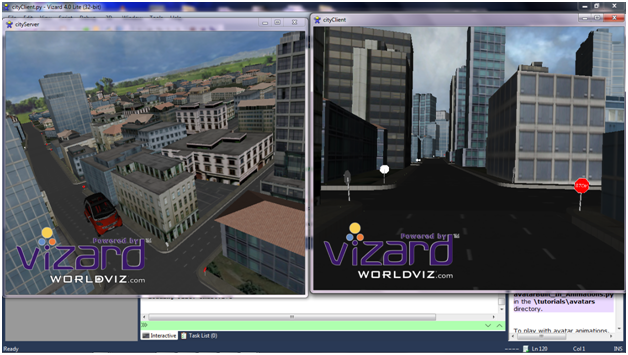 cityClient.py - Vizard 4.0 Lite (32-bit)
cityServer
cityClient
Powered by
vizard
WORLDVIZ.com
STOP
Powered by
vizard
WORLDVIZ.com
in the \tutorials\avatars
directory.
To play with avatar animations,
Interactive
Task List (0)
Ready
Ln 120
Col 1
INS